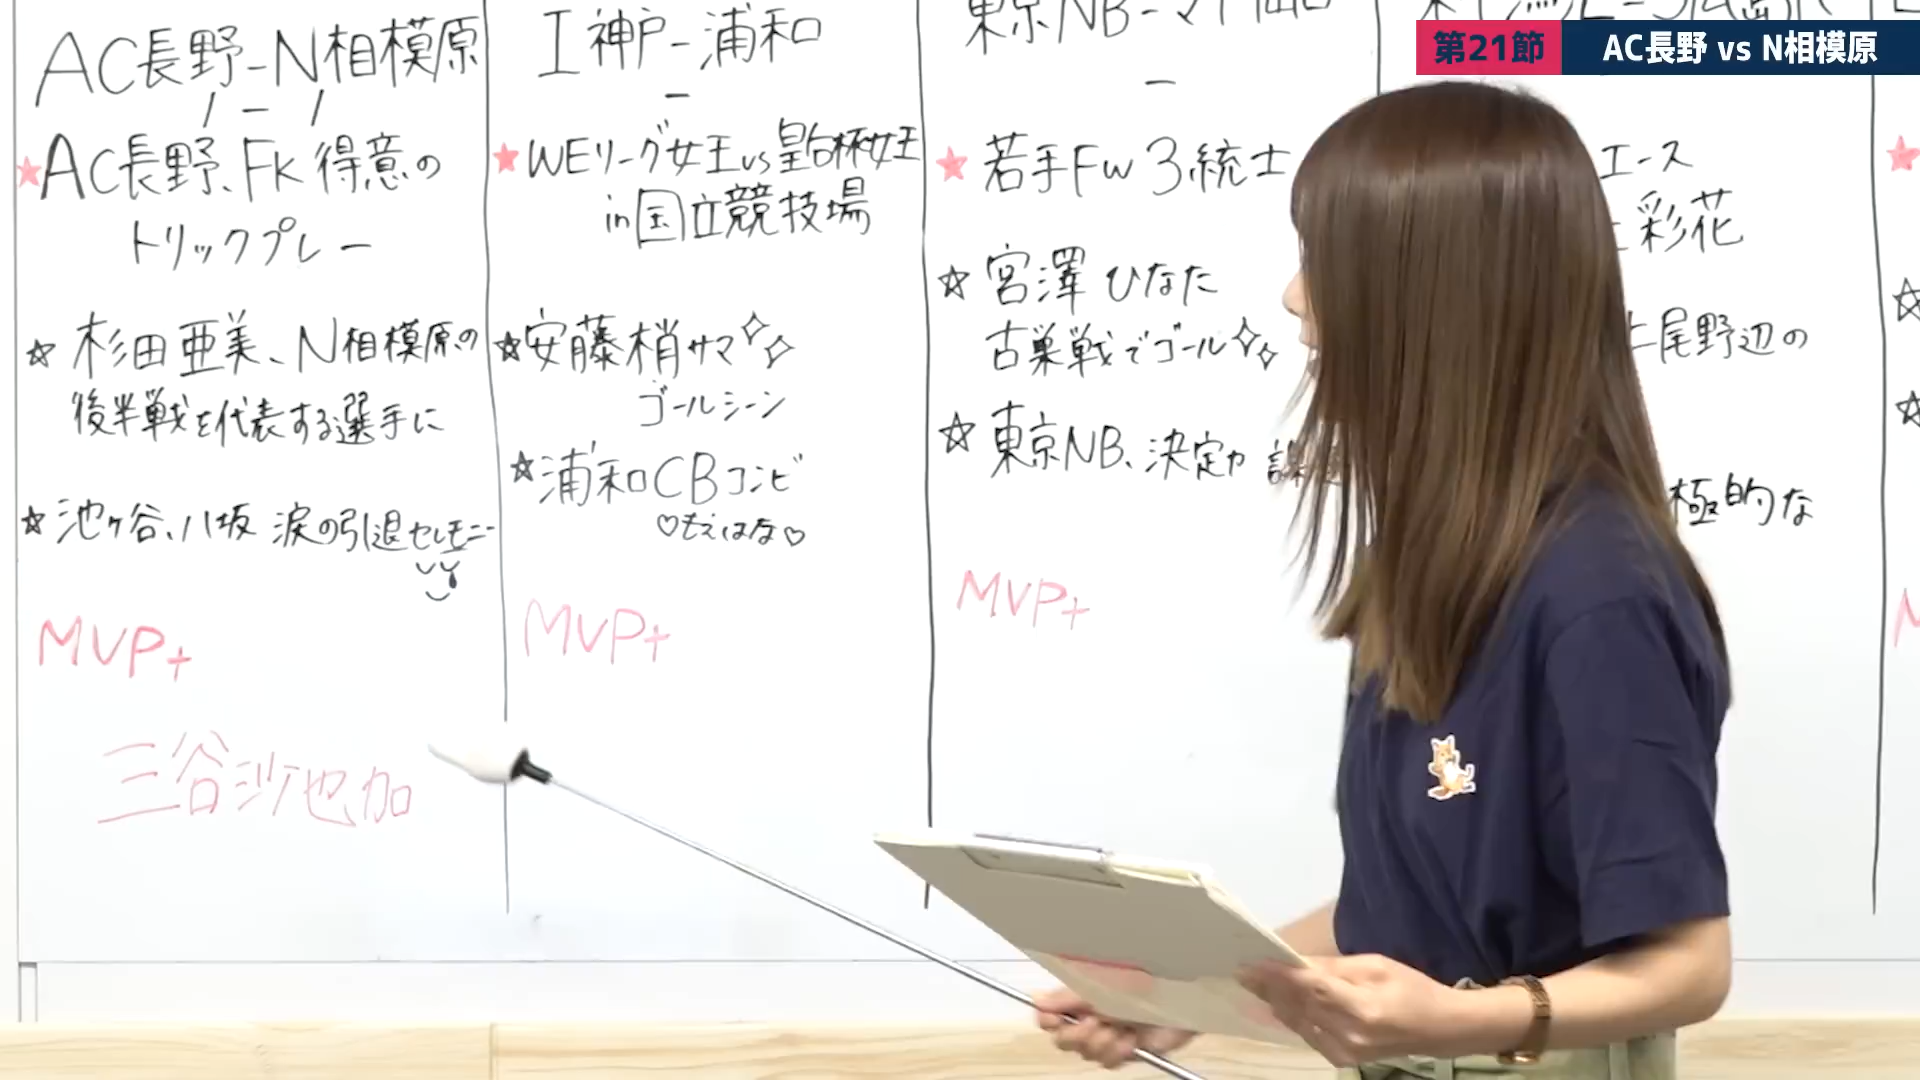 第21節
AC長野 vs N相模原
AC長野-N相模原
1-1
★AC長野、FK得意の
トリックプレー
☆杉田亜美、N相模原の
後半戦を代表する選手に
☆池ヶ谷、八坂 涙の引退セレモニー
MVP+
三谷沙也加
I神戸-浦和
-
★WEリーグ女王vs皇后杯女王
in国立競技場
☆安藤梢サマ
ゴールシーン
☆浦和CBコンビ
♡もえはな♡
MVP+
東京NB-マイ仙台
-
★若手FW3銃士
☆宮澤ひなた
古巣戦でゴール
☆東京NB、決定力
MVP+
エース
彩花
上尾野辺の
極的な
★
☆
☆